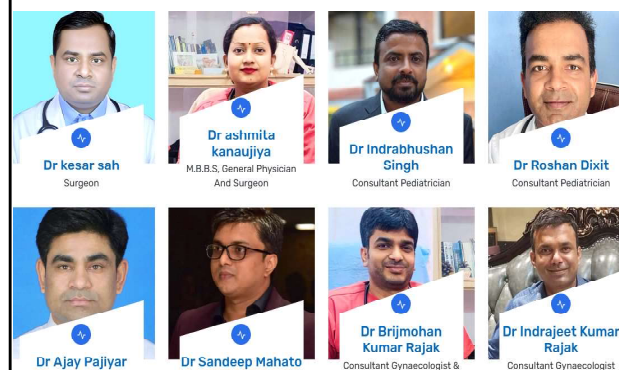 Dr kesar sah
Surgeon
Dr ashmita
kanaujiya
M.B.B.S, General Physician
And Surgeon
Dr Indrabhushan
Singh
Consultant Pediatrician
Dr Roshan Dixit
Consultant Pediatrician
Dr Ajay Pajiyar
Dr Sandeep Mahato
Dr Brijmohan
Kumar Rajak
Consultant Gynaecologist &
Dr Indrajeet Kumar
Rajak
Consultant Gynaecologist